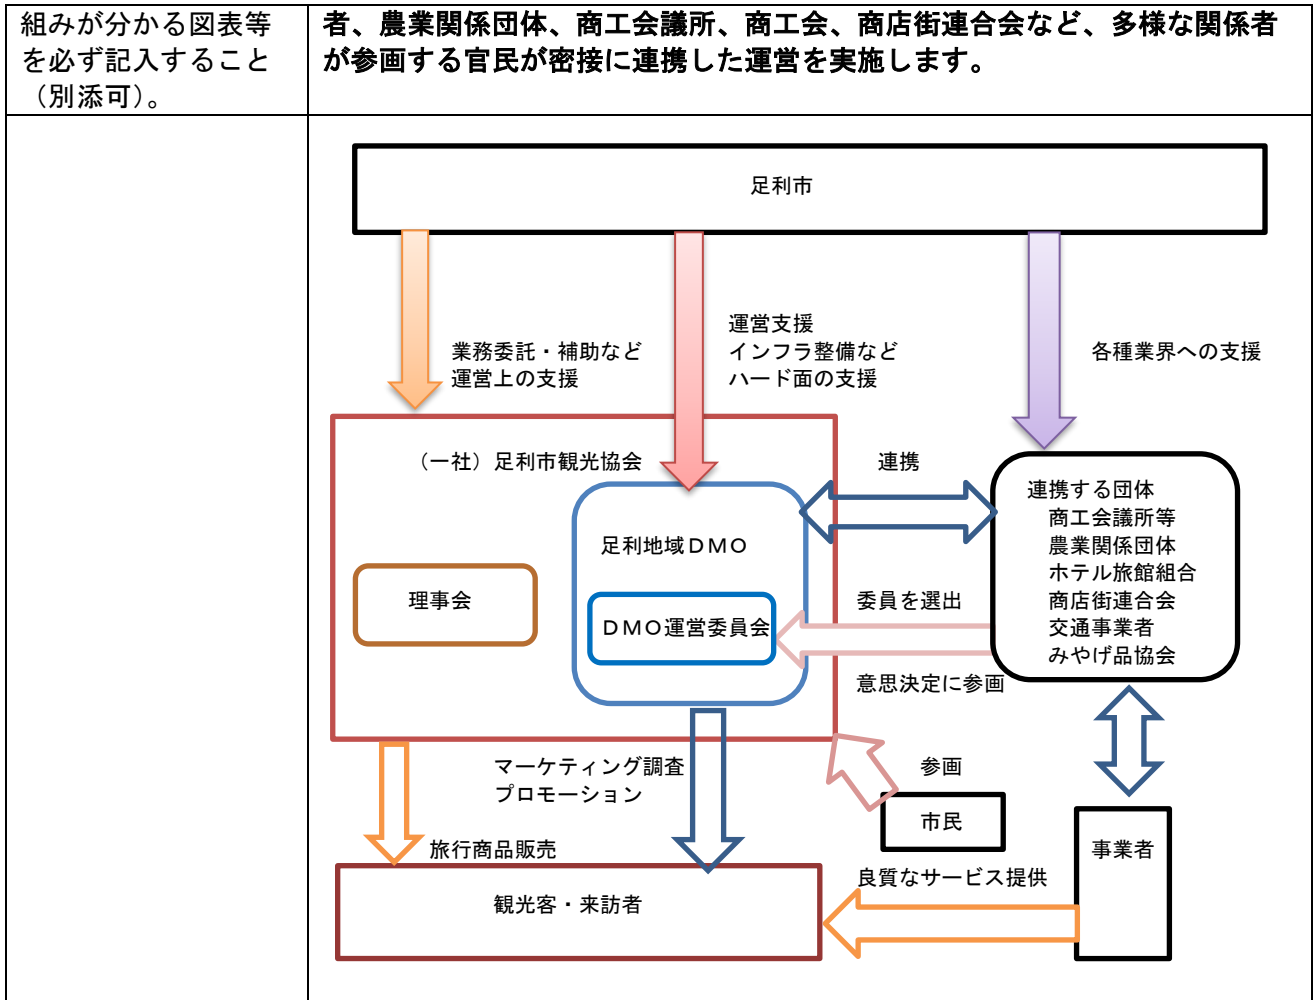 組みが分かる図表等
を必ず記入すること
（別添可）。
者、農業関係団体、商工会議所、商工会、商店街連合会など、多様な関係者
が参画する官民が密接に連携した運営を実施します。
足利市
業務委託・補助など
運営上の支援
運営支援
インフラ整備など
ハード面の支援
各種業界への支援
（一社）足利市観光協会
理事会
足利地域ＤＭＯ
ＤＭＯ運営委員会
連携
委員を選出
意思決定に参画
連携する団体
商工会議所等
農業関係団体
ホテル旅館組合
商店街連合会
交通事業者
みやげ品協会
マーケティング調査
プロモーション
参画
市民
事業者
旅行商品販売
良質なサービス提供
観光客・来訪者